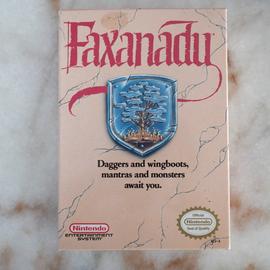 Faxanadu
Daggers and wingboots,
mantras and monsters
await you.
Nintendo
ENTERTAINMENT
SYSTEM
Official
Nintendo
Seal of Quality